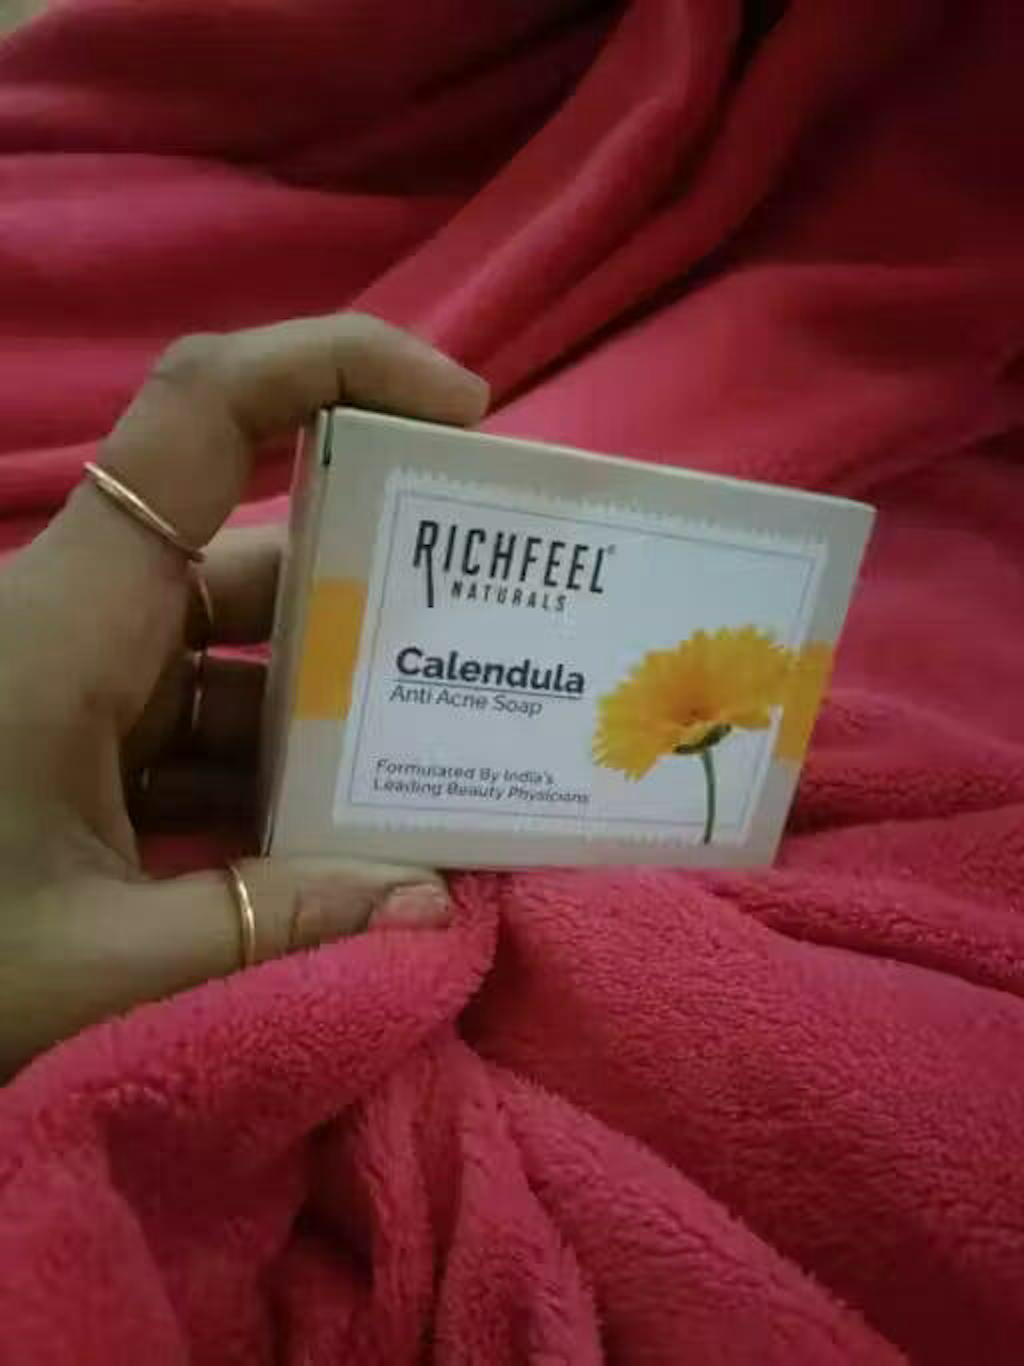 RICHFEEL®
NATURALS
Calendula
Anti Acne Soap
Formulated By India's
Leading Beauty Physicians